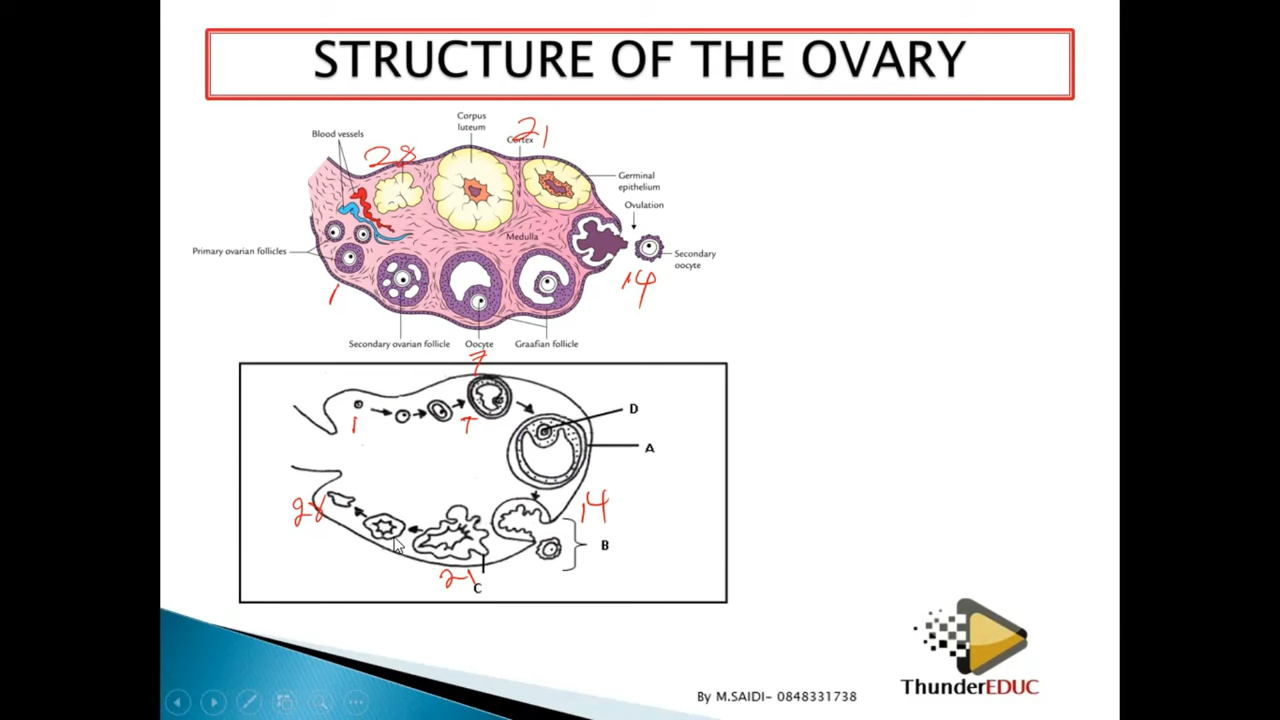 STRUCTURE OF THE OVARY
Corpus
luteum
21
Cortex
Blood vessels
28
Germinal
epithelium
Ovulation
Medulla
Primary ovarian follicles
Secondary
oocyte
14
1
Secondary ovarian follicle
Oocyte
Graafian follicle
7
D
1
7
A
28
14
B
21
C
ThunderEDUC
By M.SAIDI- 0848331738